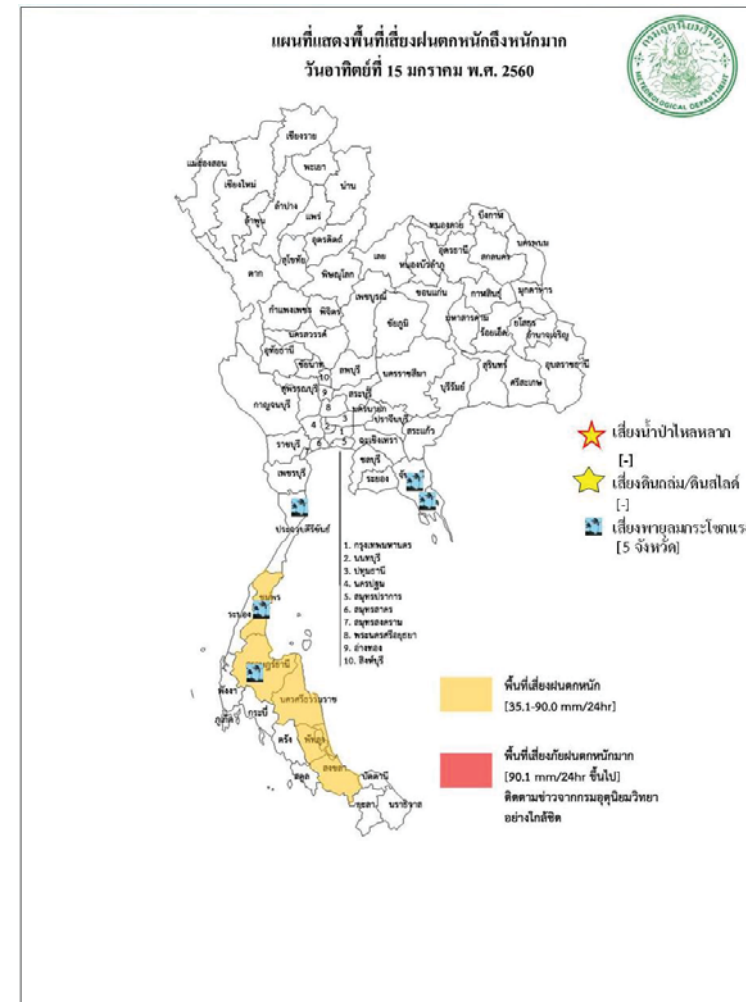 แผนที่แสดงพื้นที่เสี่ยงฝนตกหนักถึงหนักมาก
วันอาทิตย์ที่ 15 มกราคม พ.ศ. 2560
กรมอุตุนิยมวิทยา
METEOROLOGICAL DEPARTMENT
เชียงราย
แม่ฮ่องสอน
พะเยา
เชียงใหม่
น่าน
ลำปาง
ลำพูน
แพร่
บึงกาฬ
หนองคาย
อุตรดิตถ์
นครพนม
สุโขทัย
เลย
หนองบัวลำภู
อุดรธานี
สกลนคร
ตาก
พิษณุโลก
ขอนแก่น
กาฬสินธุ์
มุกดาหาร
เพชรบูรณ์
กำแพงเพชร
พิจิตร
ชัยภูมิ
มหาสารคาม
ร้อยเอ็ด
ยโสธร
อำนาจเจริญ
นครสวรรค์
อุทัยธานี
ชัยนาท
ลพบุรี
นครราชสีมา
บุรีรัมย์
สุรินทร์
ศรีสะเกษ
อุบลราชธานี
10
สุพรรณบุรี
9
สระบุรี
กาญจนบุรี
8
นครนายก
3
ปราจีนบุรี
4
2
1
สระแก้ว
ราชบุรี
6
5
ฉะเชิงเทรา
ชลบุรี
เพชรบุรี
ระยอง
ประจวบคีรีขันธ์
เสี่ยงน้ำป่าไหลหลาก
[-]
เสี่ยงดินถล่ม/ดินสไลด์
[-]
เสี่ยงพายุลมกระโชกแรง
[5 จังหวัด]
1. กรุงเทพมหานคร
2. นนทบุรี
3. ปทุมธานี
4. นครปฐม
5. สมุทรปราการ
6. สมุทรสาคร
7. สมุทรสงคราม
8. พระนครศรีอยุธยา
9. อ่างทอง
10. สิงห์บุรี
ชุมพร
ระนอง
พังงา
นครศรีธรรมราช
ภูเก็ต
กระบี่
ตรัง
พัทลุง
สงขลา
สตูล
ปัตตานี
ยะลา
นราธิวาส
พื้นที่เสี่ยงฝนตกหนัก
[35.1-90.0 mm/24hr]
พื้นที่เสี่ยงภัยฝนตกหนักมาก
[90.1 mm/24hr ขึ้นไป]
ติดตามข่าวจากกรมอุตุนิยมวิทยา
อย่างใกล้ชิด